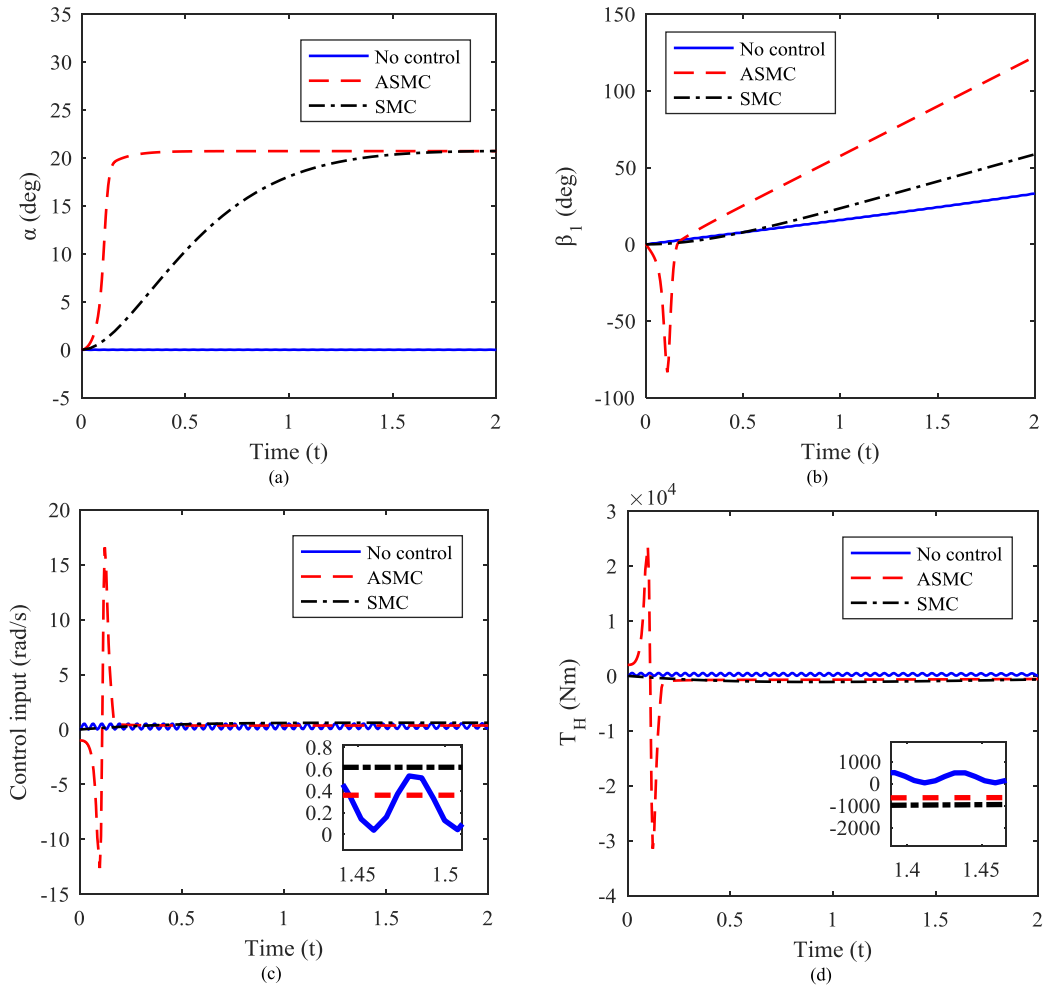 35
30
25
20
15
10
5
0
-5
α (deg)
No control
ASMC
SMC
0
0.5
1
1.5
2
Time (t)
(a)
150
100
50
0
-50
-100
β1 (deg)
No control
ASMC
SMC
0
0.5
1
1.5
2
Time (t)
(b)
20
15
10
5
0
-5
-10
-15
Control input (rad/s)
No control
ASMC
SMC
0.8
0.6
0.4
0.2
0
1.45
1.5
0
0.5
1
1.5
2
Time (t)
(c)
×10^4
3
2
1
0
-1
-2
-3
-4
T_H (Nm)
No control
ASMC
SMC
1000
0
-1000
-2000
1.4
1.45
0
0.5
1
1.5
2
Time (t)
(d)